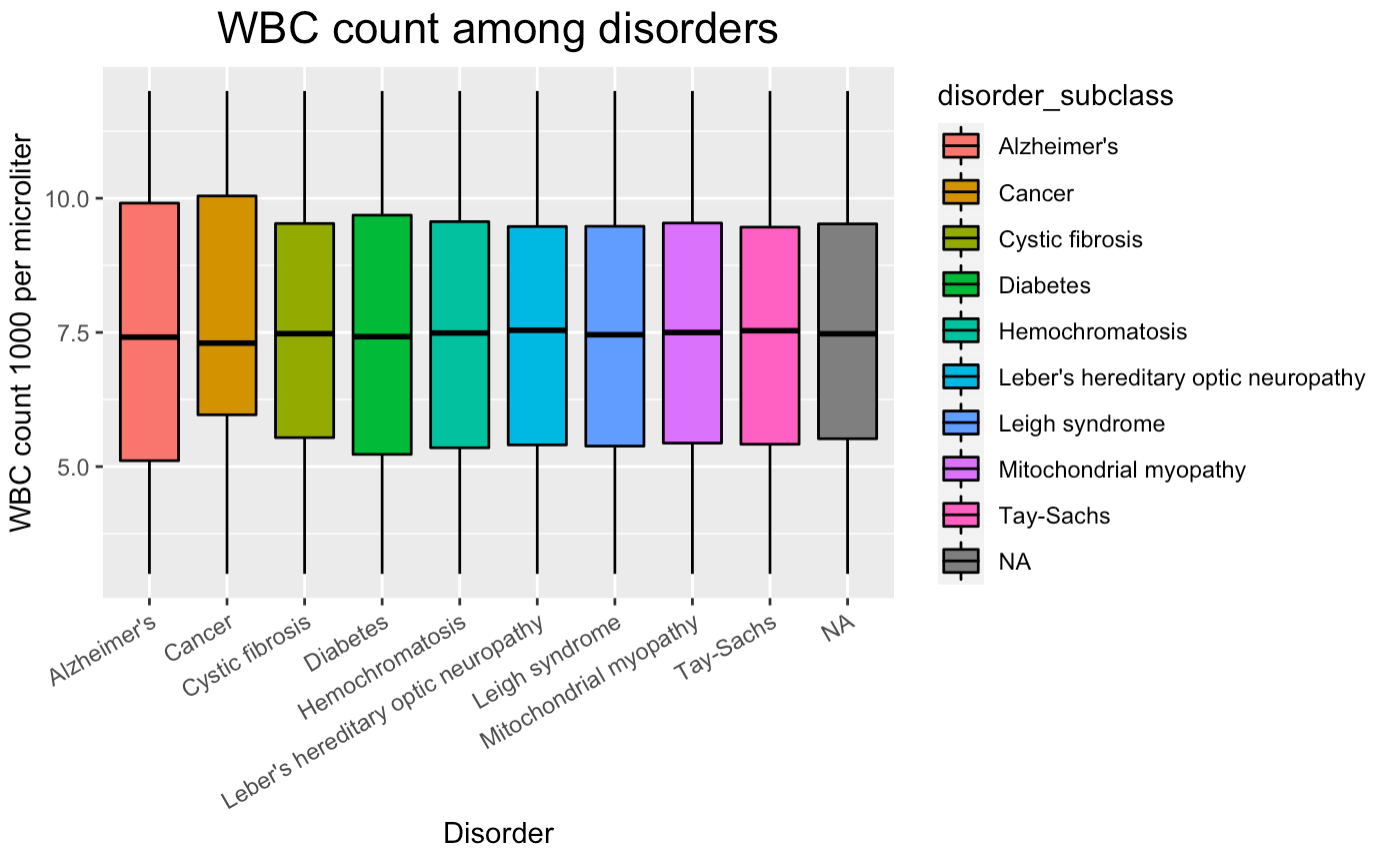 WBC count among disorders
WBC count 1000 per microliter
10.0
7.5
5.0
Alzheimer's
Cancer
Cystic fibrosis
Diabetes
Hemochromatosis
Leber's hereditary optic neuropathy
Leigh syndrome
Mitochondrial myopathy
Tay-Sachs
NA
Disorder
disorder_subclass
Alzheimer's
Cancer
Cystic fibrosis
Diabetes
Hemochromatosis
Leber's hereditary optic neuropathy
Leigh syndrome
Mitochondrial myopathy
Tay-Sachs
NA